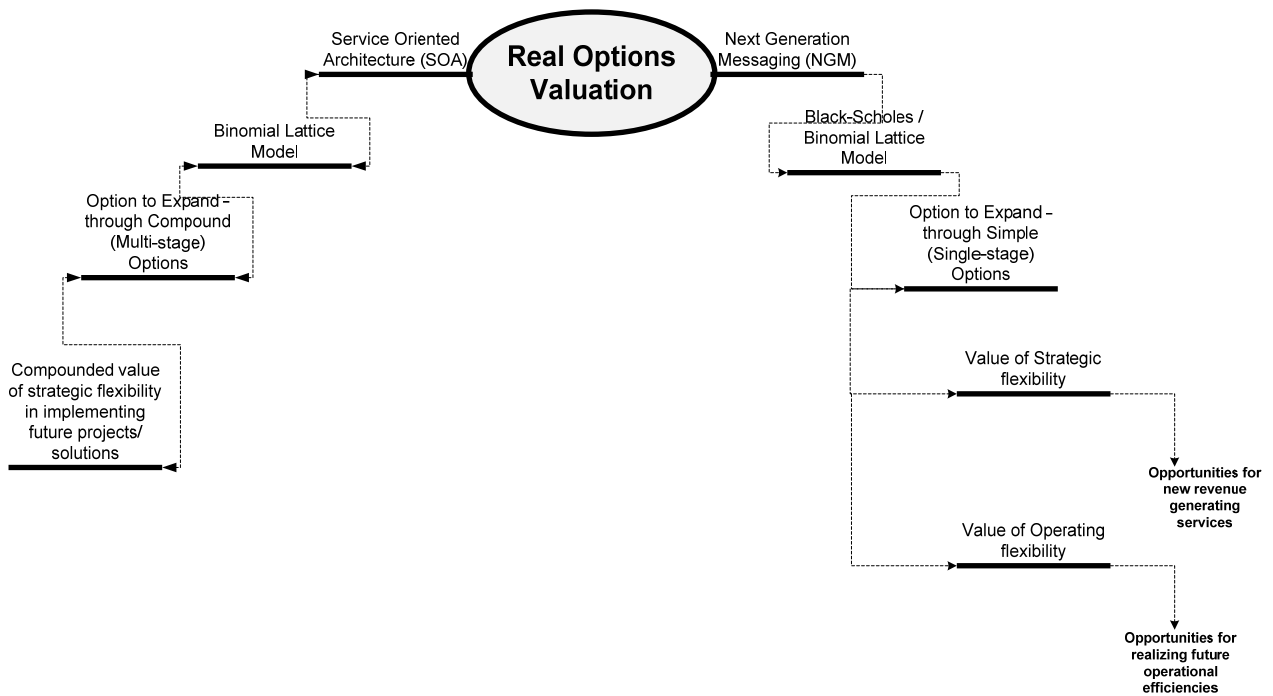 Real Options
Valuation
Service Oriented
Architecture (SOA)
Binomial Lattice
Model
Option to Expand –
through Compound
(Multi-stage)
Options
Compounded value
of strategic flexibility
in implementing
future projects/
solutions
Next Generation
Messaging (NGM)
Black-Scholes /
Binomial Lattice
Model
Option to Expand –
through Simple
(Single-stage)
Options
Value of Strategic
flexibility
Opportunities for
new revenue
generating
services
Value of Operating
flexibility
Opportunities for
realizing future
operational
efficiencies